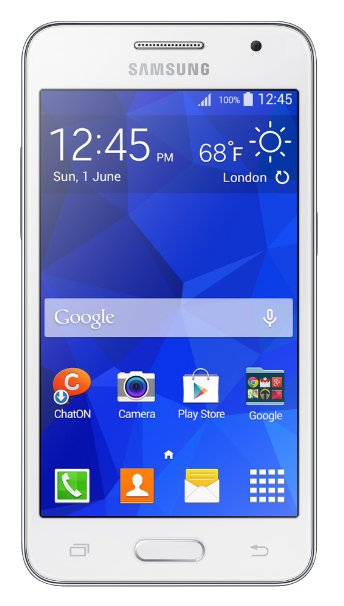 SAMSUNG
100% 12:45
12:45 PM
68°F
Sun, 1 June
London
Google
ChatON
Camera
Play Store
Google